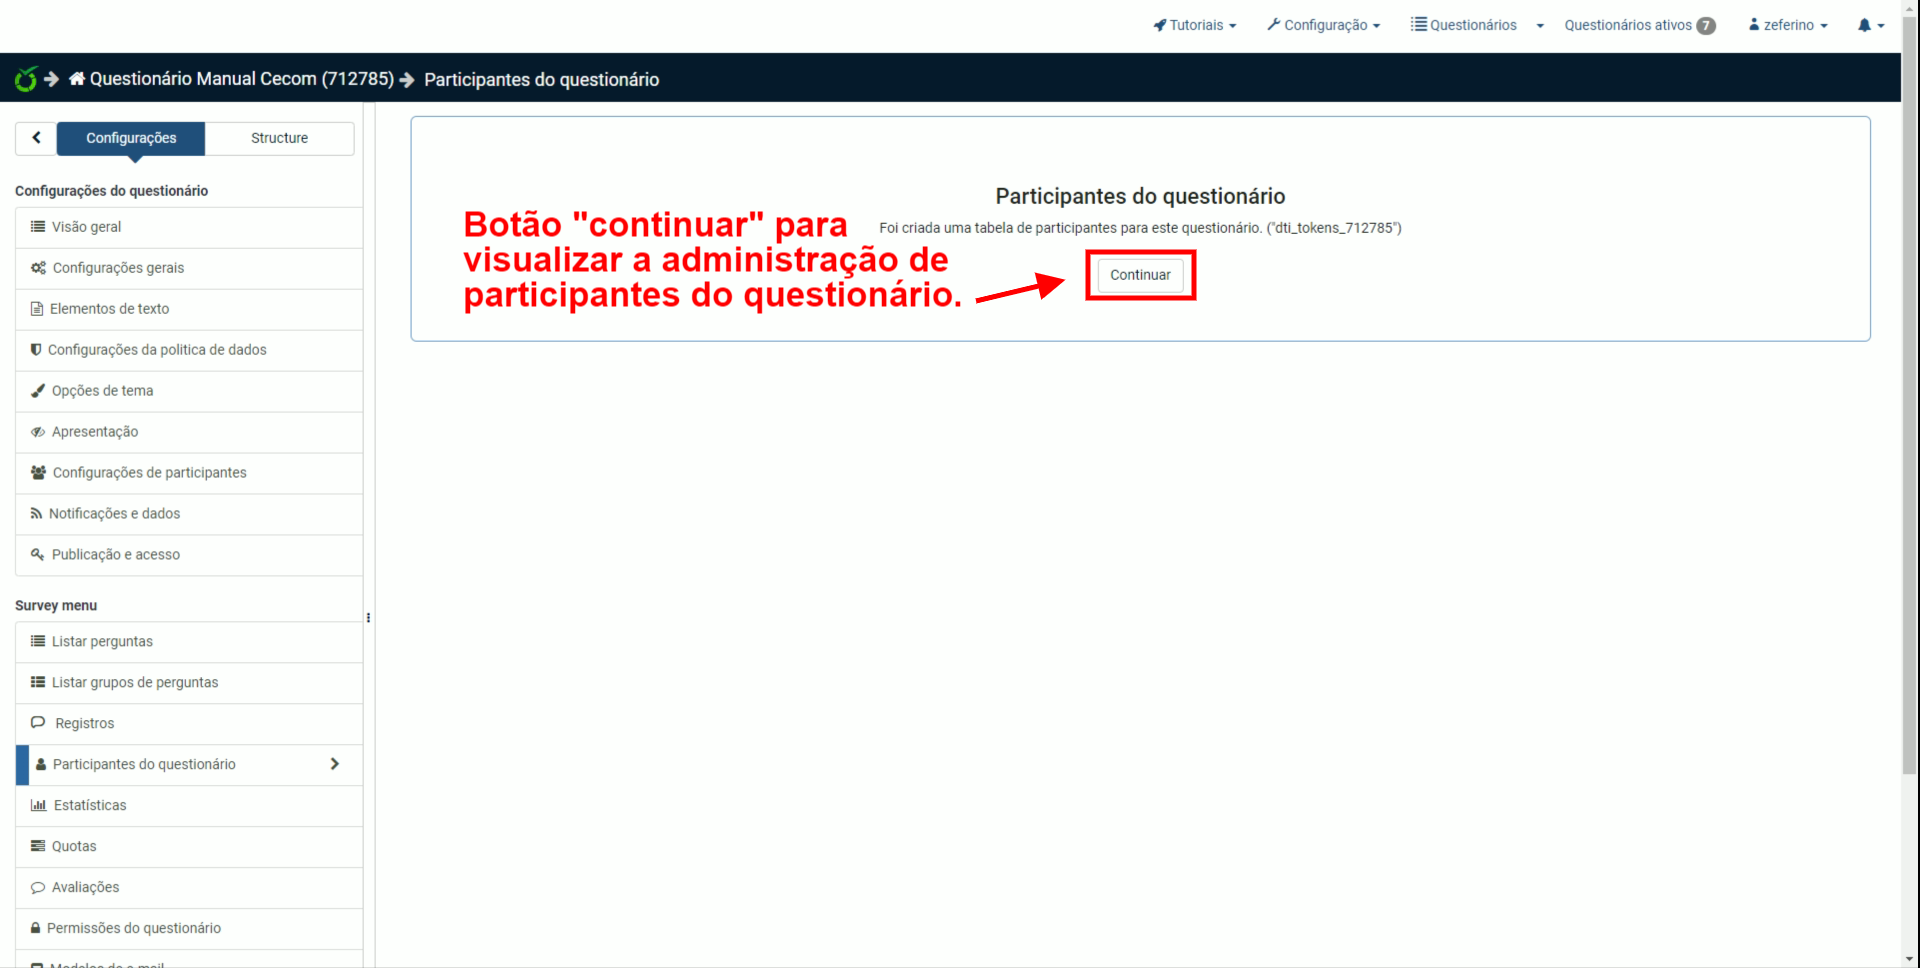 Tutoriais
Configuração
Questionários
Questionários ativos 7
zeferino
Questionário Manual Cecom (712785)
Participantes do questionário
Configurações
Structure
Configurações do questionário
Visão geral
Configurações gerais
Elementos de texto
Configurações da politica de dados
Opções de tema
Apresentação
Configurações de participantes
Notificações e dados
Publicação e acesso
Survey menu
Listar perguntas
Listar grupos de perguntas
Registros
Participantes do questionário
Estatísticas
Quotas
Avaliações
Permissões do questionário
Modelos de e-mail
Participantes do questionário
Foi criada uma tabela de participantes para este questionário. ("dti_tokens_712785")
Continuar
Botão "continuar" para
visualizar a administração de
participantes do questionário.